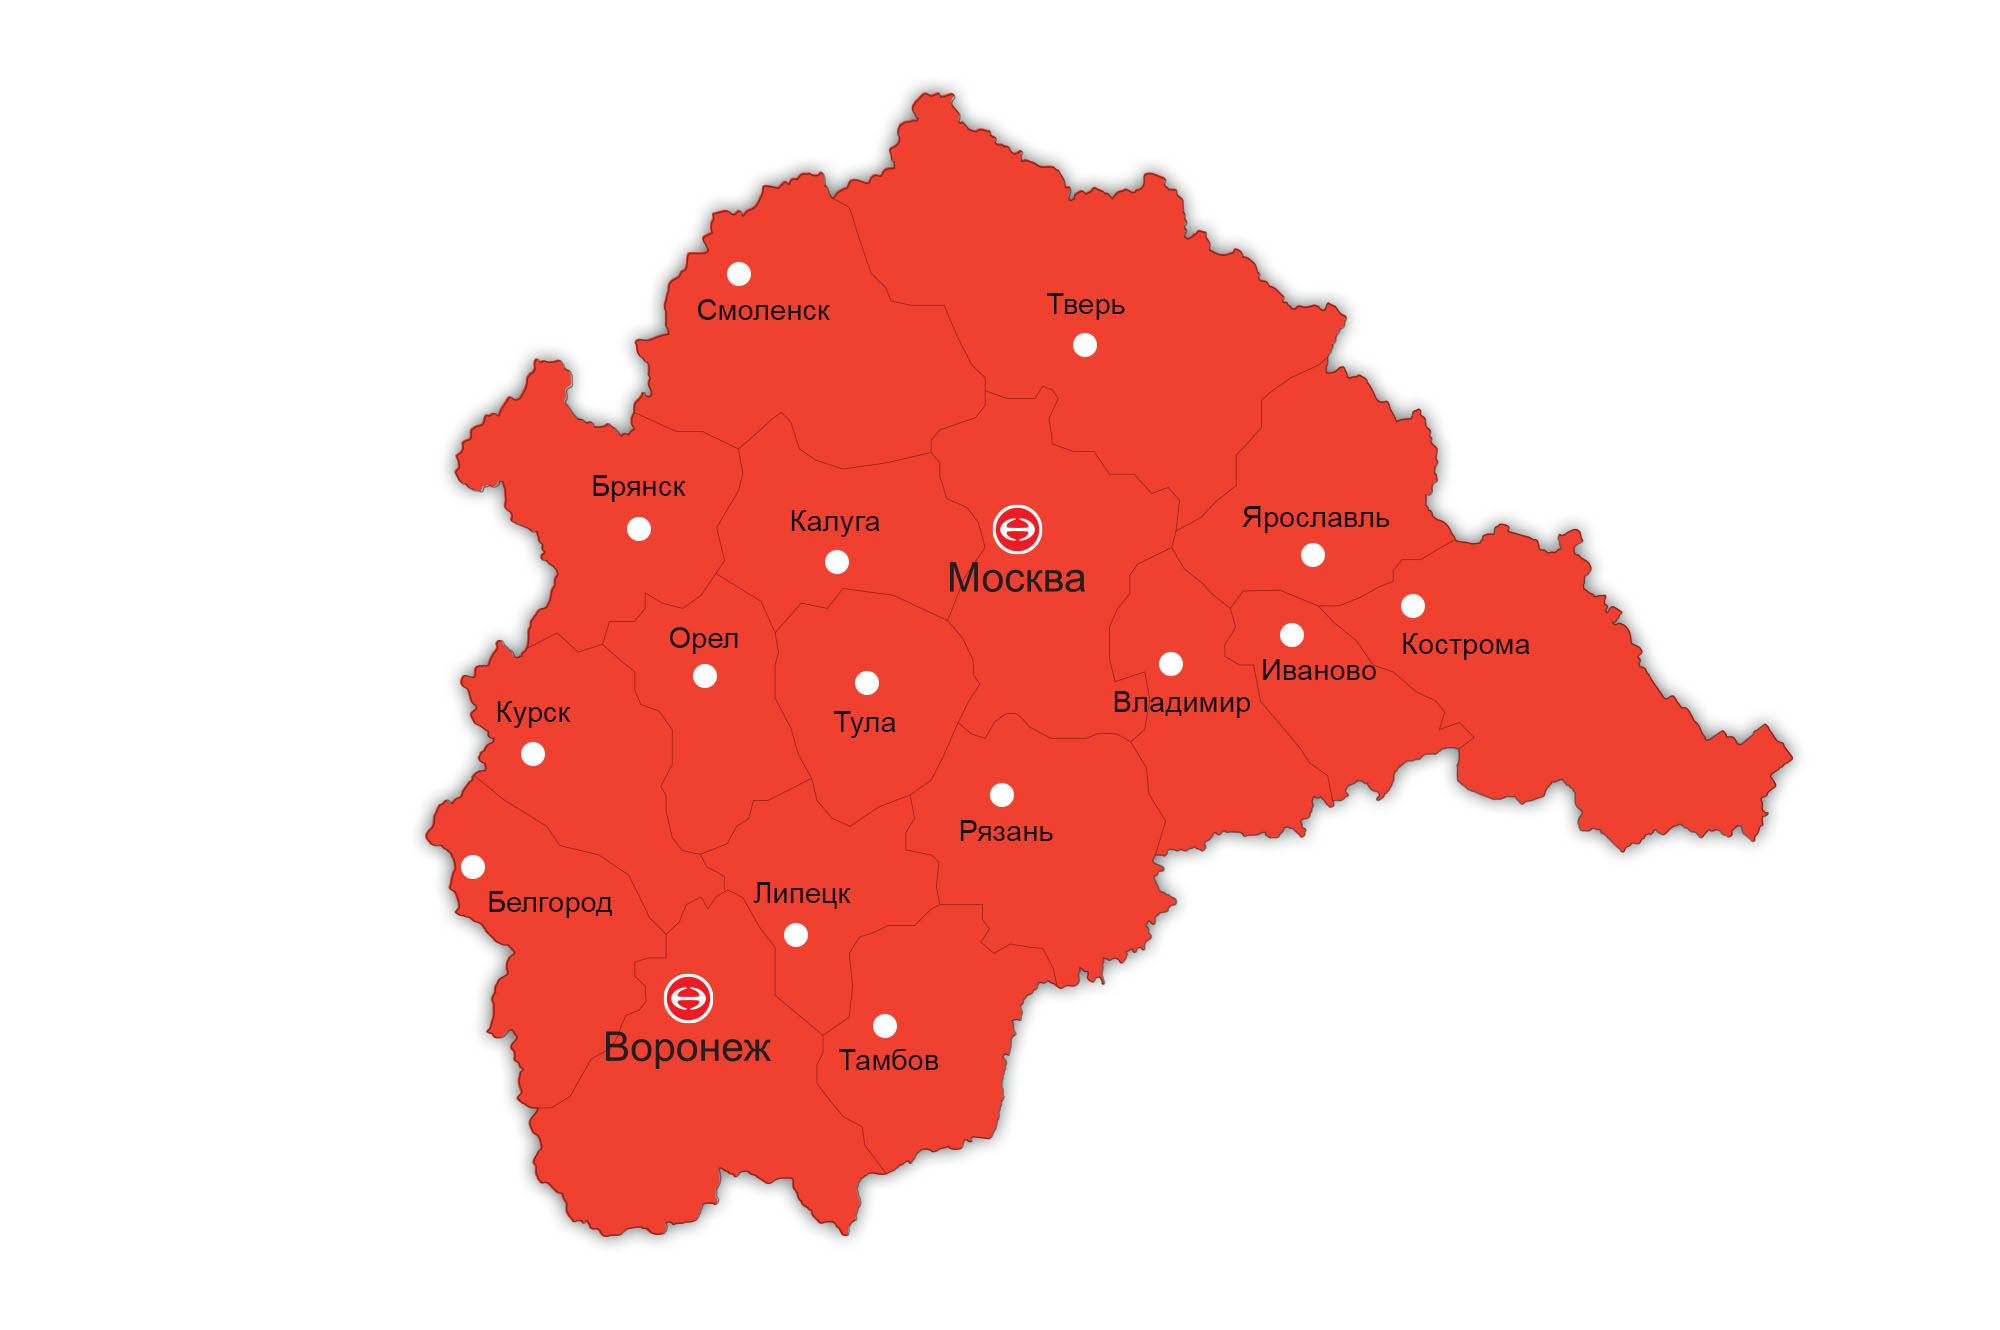 Смоленск
Тверь
Брянск
Калуга
Ярославль
Москва
Орел
Кострома
Иваново
Владимир
Курск
Тула
Рязань
Липецк
Белгород
Воронеж
Тамбов